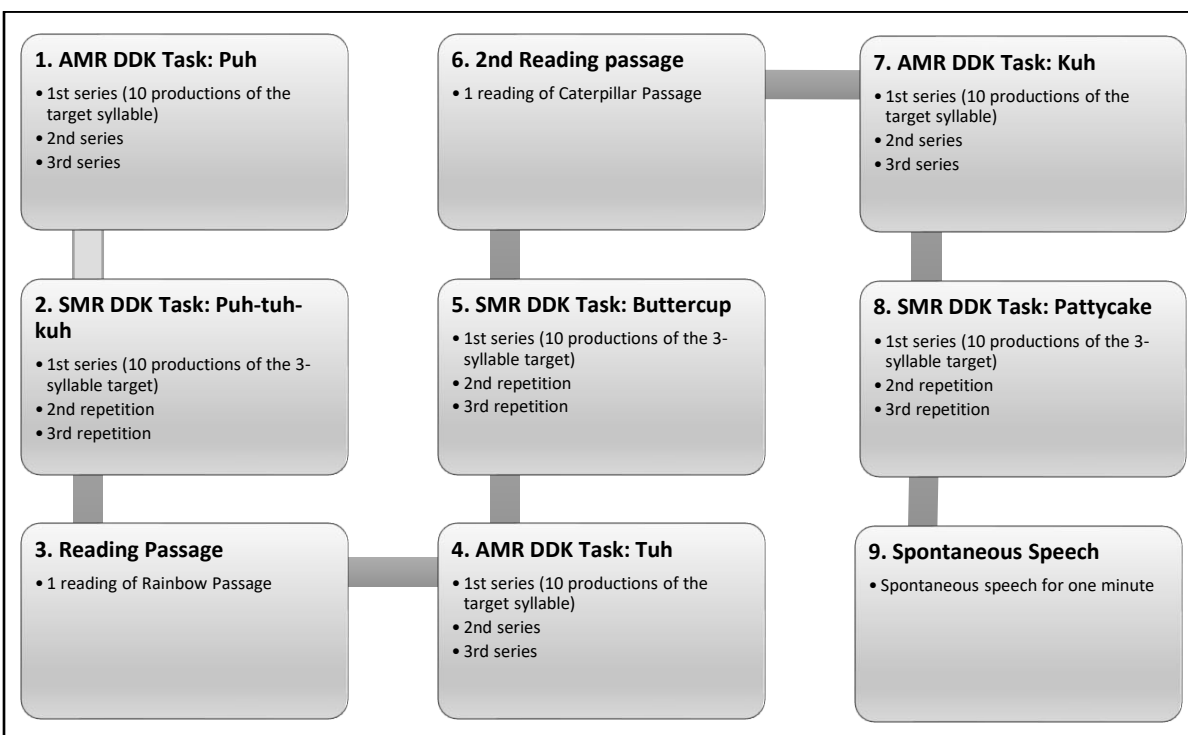 1. AMR DDK Task: Puh
• 1st series (10 productions of the
target syllable)
• 2nd series
• 3rd series
2. SMR DDK Task: Puh-tuh-
kuh
• 1st series (10 productions of the 3-
syllable target)
• 2nd repetition
• 3rd repetition
3. Reading Passage
• 1 reading of Rainbow Passage
4. AMR DDK Task: Tuh
• 1st series (10 productions of the
target syllable)
• 2nd series
• 3rd series
5. SMR DDK Task: Buttercup
• 1st series (10 productions of the 3-
syllable target)
• 2nd repetition
• 3rd repetition
6. 2nd Reading passage
• 1 reading of Caterpillar Passage
7. AMR DDK Task: Kuh
• 1st series (10 productions of the
target syllable)
• 2nd series
• 3rd series
8. SMR DDK Task: Pattycake
• 1st series (10 productions of the 3-
syllable target)
• 2nd repetition
• 3rd repetition
9. Spontaneous Speech
• Spontaneous speech for one minute